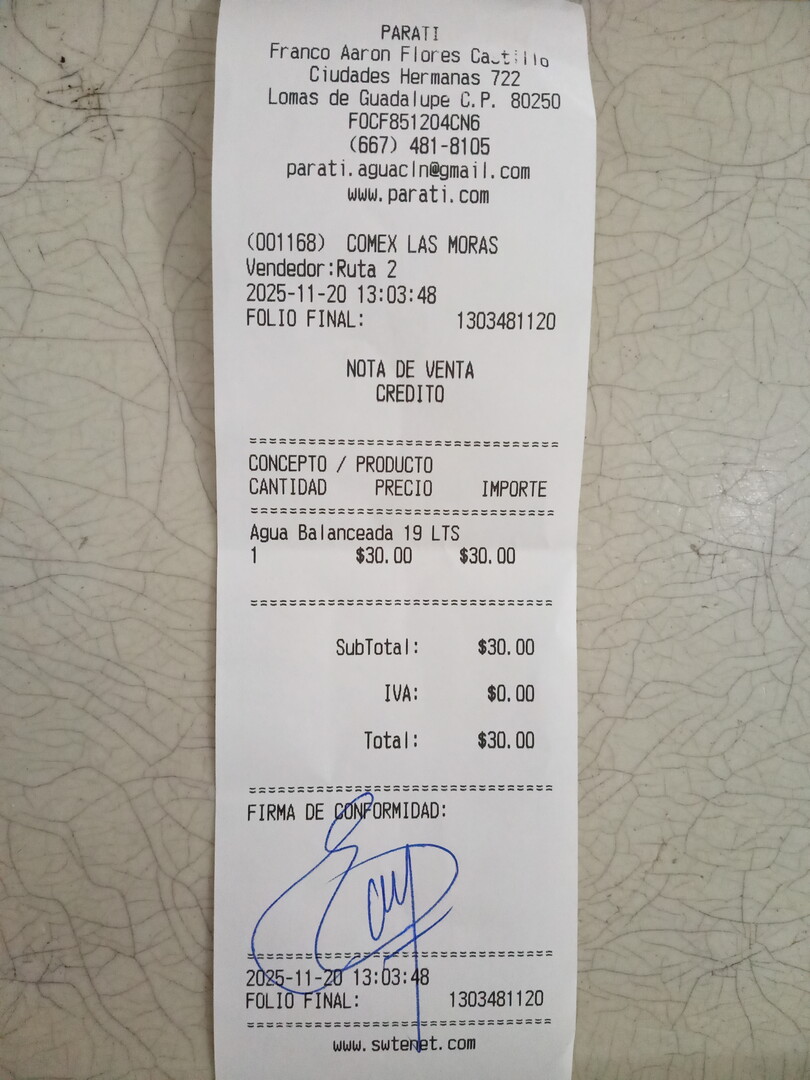 PARATI
Franco Aaron Flores Castillo
Ciudades Hermanas 722
Lomas de Guadalupe C.P. 80250
FOCF851204CN6
(667) 481-8105
parati.aguacln@gmail.com
www.parati.com
(001168) COMEX LAS MORAS
Vendedor:Ruta 2
2025-11-20 13:03:48
FOLIO FINAL: 1303481120
NOTA DE VENTA
CREDITO
==============================
CONCEPTO / PRODUCTO
CANTIDAD PRECIO IMPORTE
==============================
Agua Balanceada 19 LTS
1 $30.00 $30.00
==============================
SubTotal: $30.00
IVA: $0.00
Total: $30.00
==============================
FIRMA DE CONFORMIDAD:
==============================
2025-11-20 13:03:48
FOLIO FINAL: 1303481120
==============================
www.swtenet.com